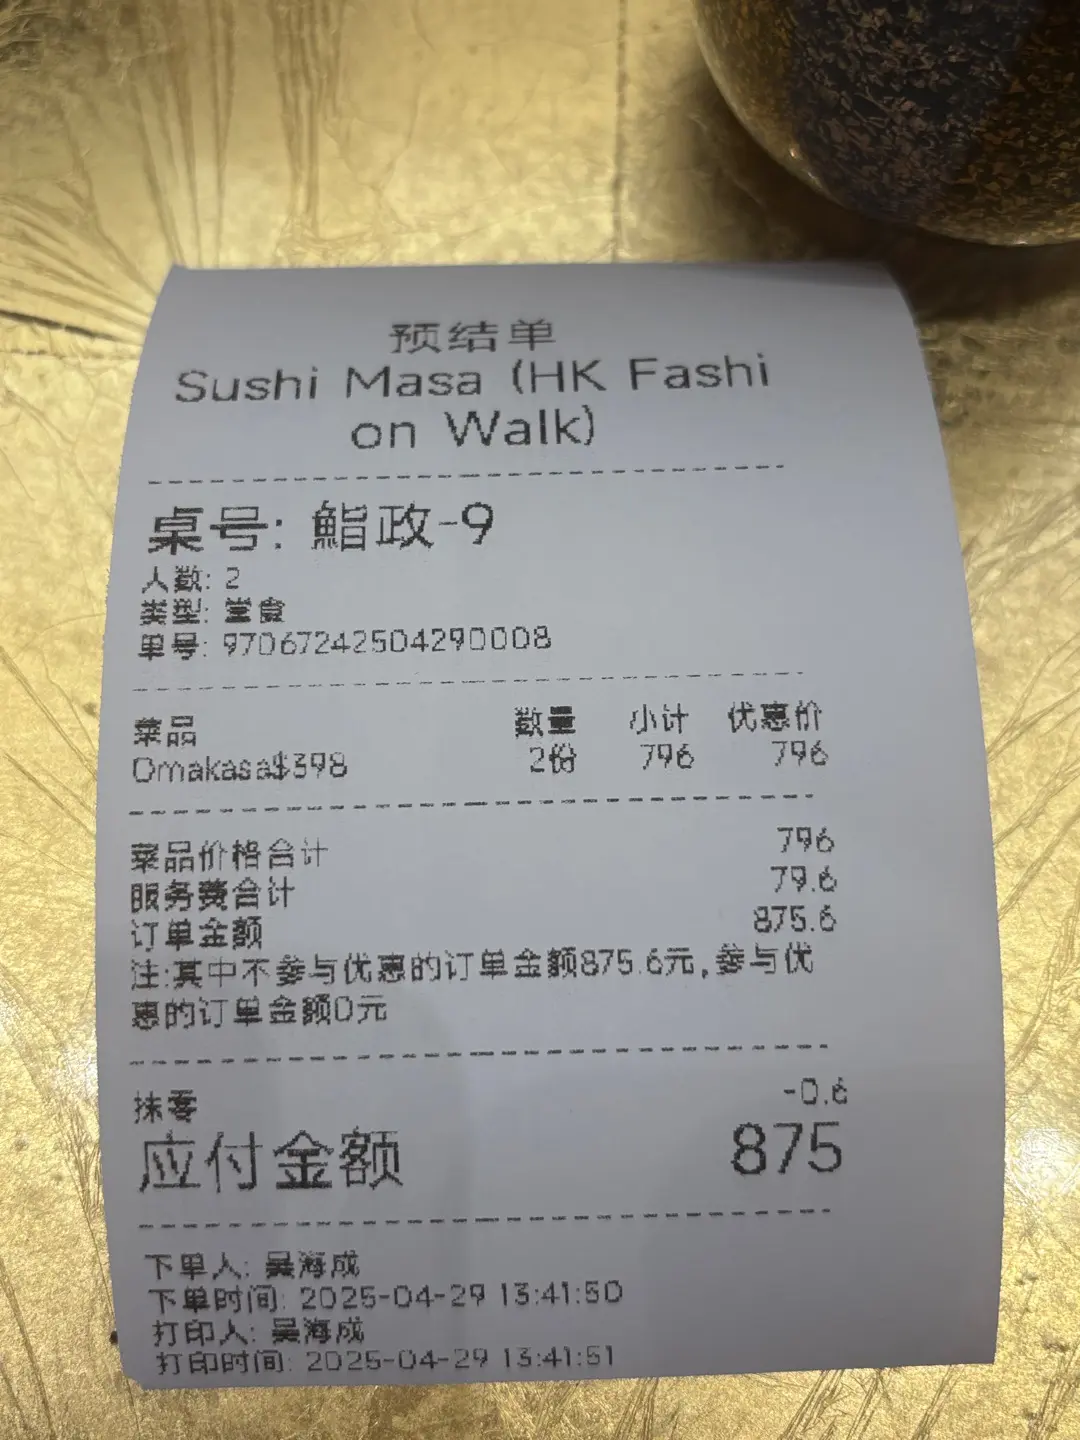 预结单
Sushi Masa (HK Fashi
on Walk)
桌号: 鮨政-9
人数: 2
类型: 堂食
单号: 97067242504290008
菜品 数量 小计 优惠价
Omakasa$398 2份 796 796
菜品价格合计 796
服务费合计 79.6
订单金额 875.6
注:其中不参与优惠的订单金额875.6元,参与优
惠的订单金额0元
抹零 -0.6
应付金额 875
下单人: 吴海成
下单时间: 2025-04-29 13:41:50
打印人: 吴海成
打印时间: 2025-04-29 13:41:51